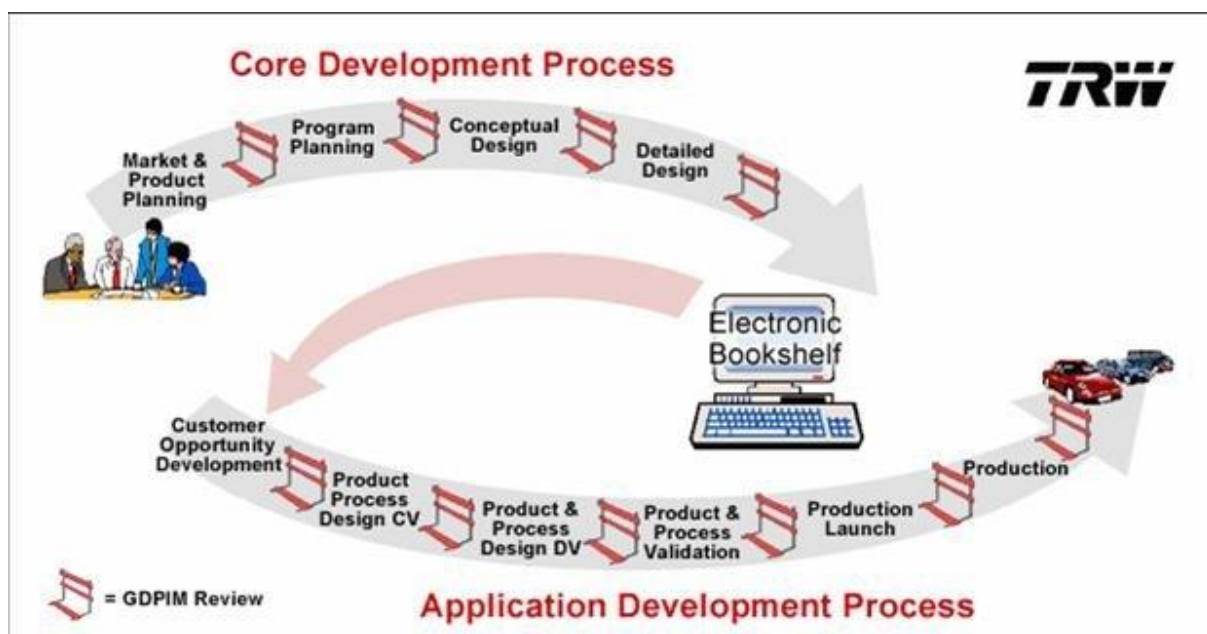 Core Development Process
TRW
Market &
Product
Planning
Program
Planning
Conceptual
Design
Detailed
Design
Electronic
Bookshelf
Customer
Opportunity
Development
Product
Process
Design CV
Product &
Process
Design DV
Product &
Process
Validation
Production
Launch
Production
= GDPIM Review
Application Development Process